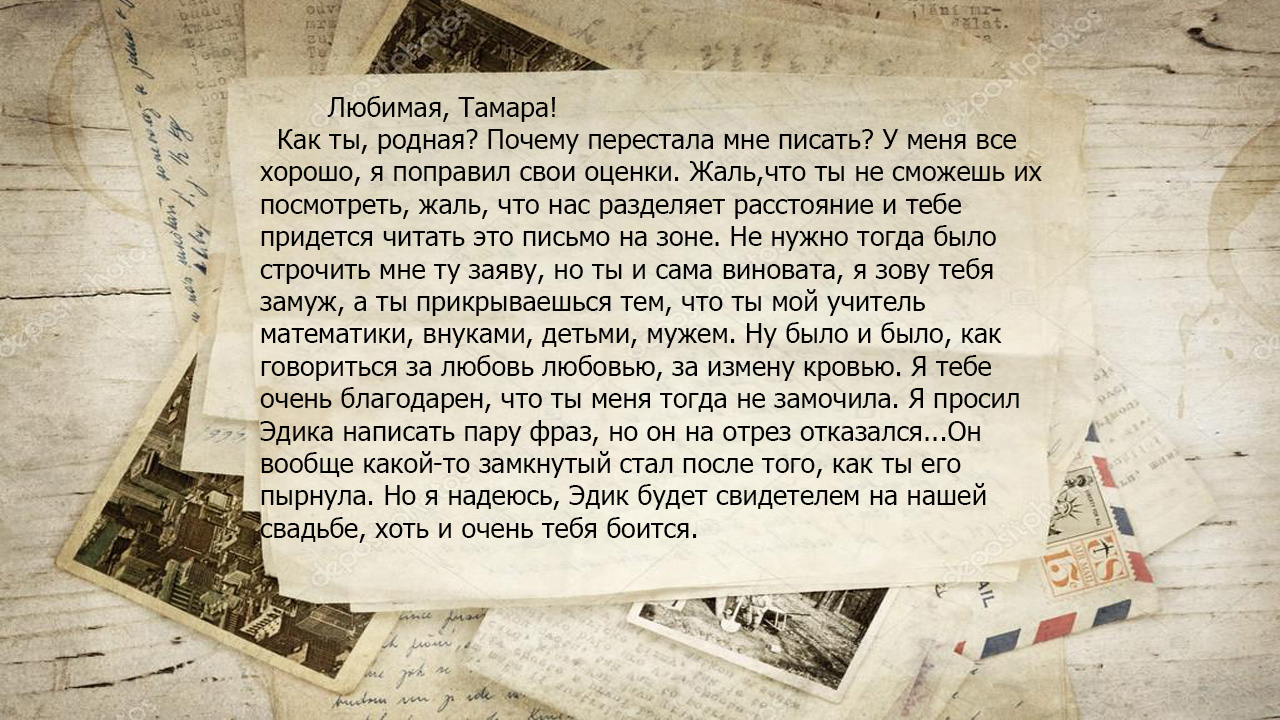 Любимая, Тамара!
Как ты, родная? Почему перестала мне писать? У меня все
хорошо, я поправил свои оценки. Жаль,что ты не сможешь их
посмотреть, жаль, что нас разделяет расстояние и тебе
придется читать это письмо на зоне. Не нужно тогда было
строчить мне ту заяву, но ты и сама виновата, я зову тебя
замуж, а ты прикрываешься тем, что ты мой учитель
математики, внуками, детьми, мужем. Ну было и было, как
говориться за любовь любовью, за измену кровью. Я тебе
очень благодарен, что ты меня тогда не замочила. Я просил
Эдика написать пару фраз, но он на отрез отказался...Он
вообще какой-то замкнутый стал после того, как ты его
пырнула. Но я надеюсь, Эдик будет свидетелем на нашей
свадьбе, хоть и очень тебя боится.
depositphotos